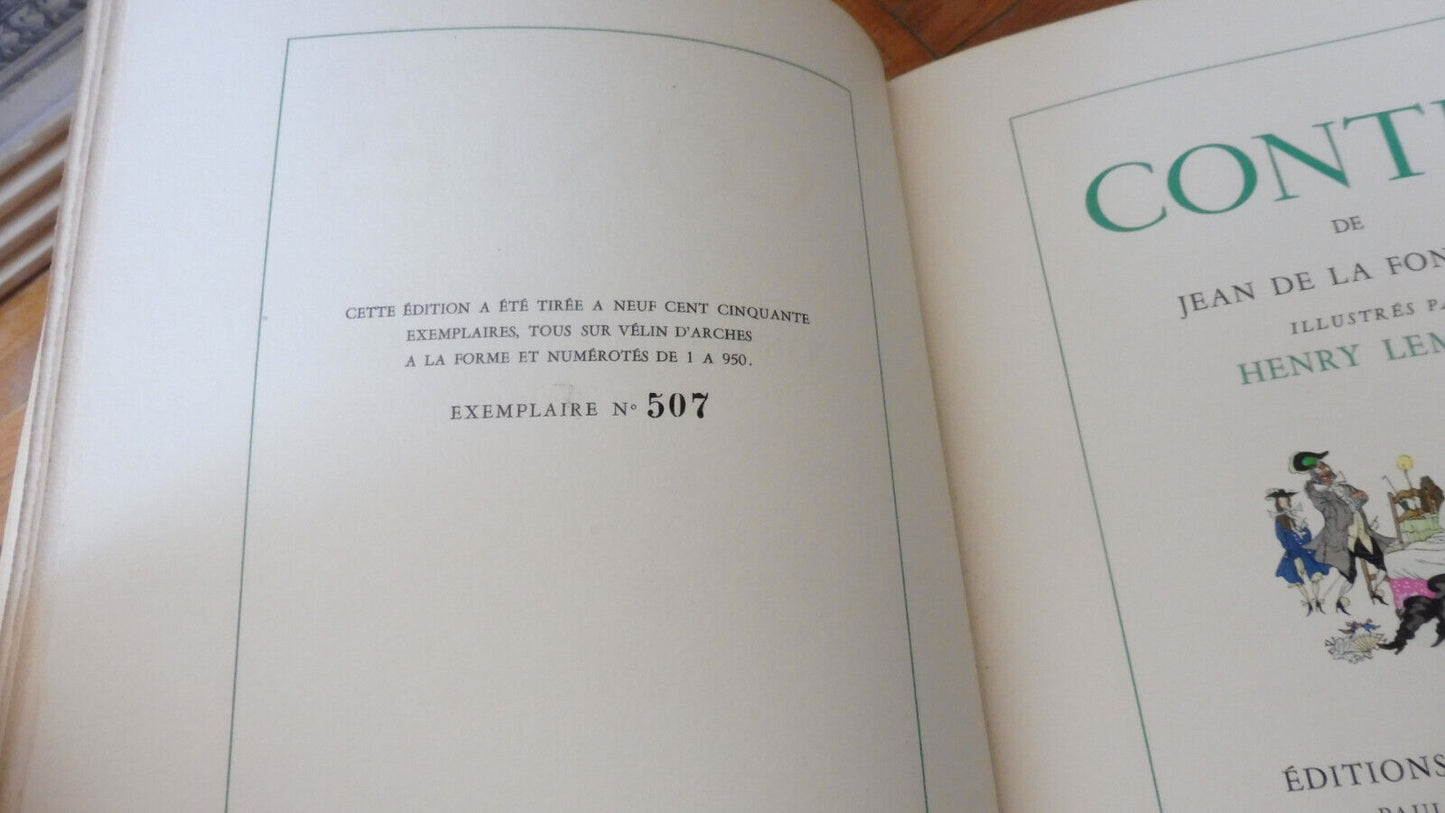 CETTE ÉDITION A ÉTÉ TIRÉE A NEUF CENT CINQUANTE
EXEMPLAIRES, TOUS SUR VÉLIN D'ARCHES
A LA FORME ET NUMÉROTÉS DE 1 A 950.
EXEMPLAIRE N° 507
CONT
DE
JEAN DE LA FON
ILLUSTRÉS PA
HENRY LEM
ÉDITIONS
PAUL